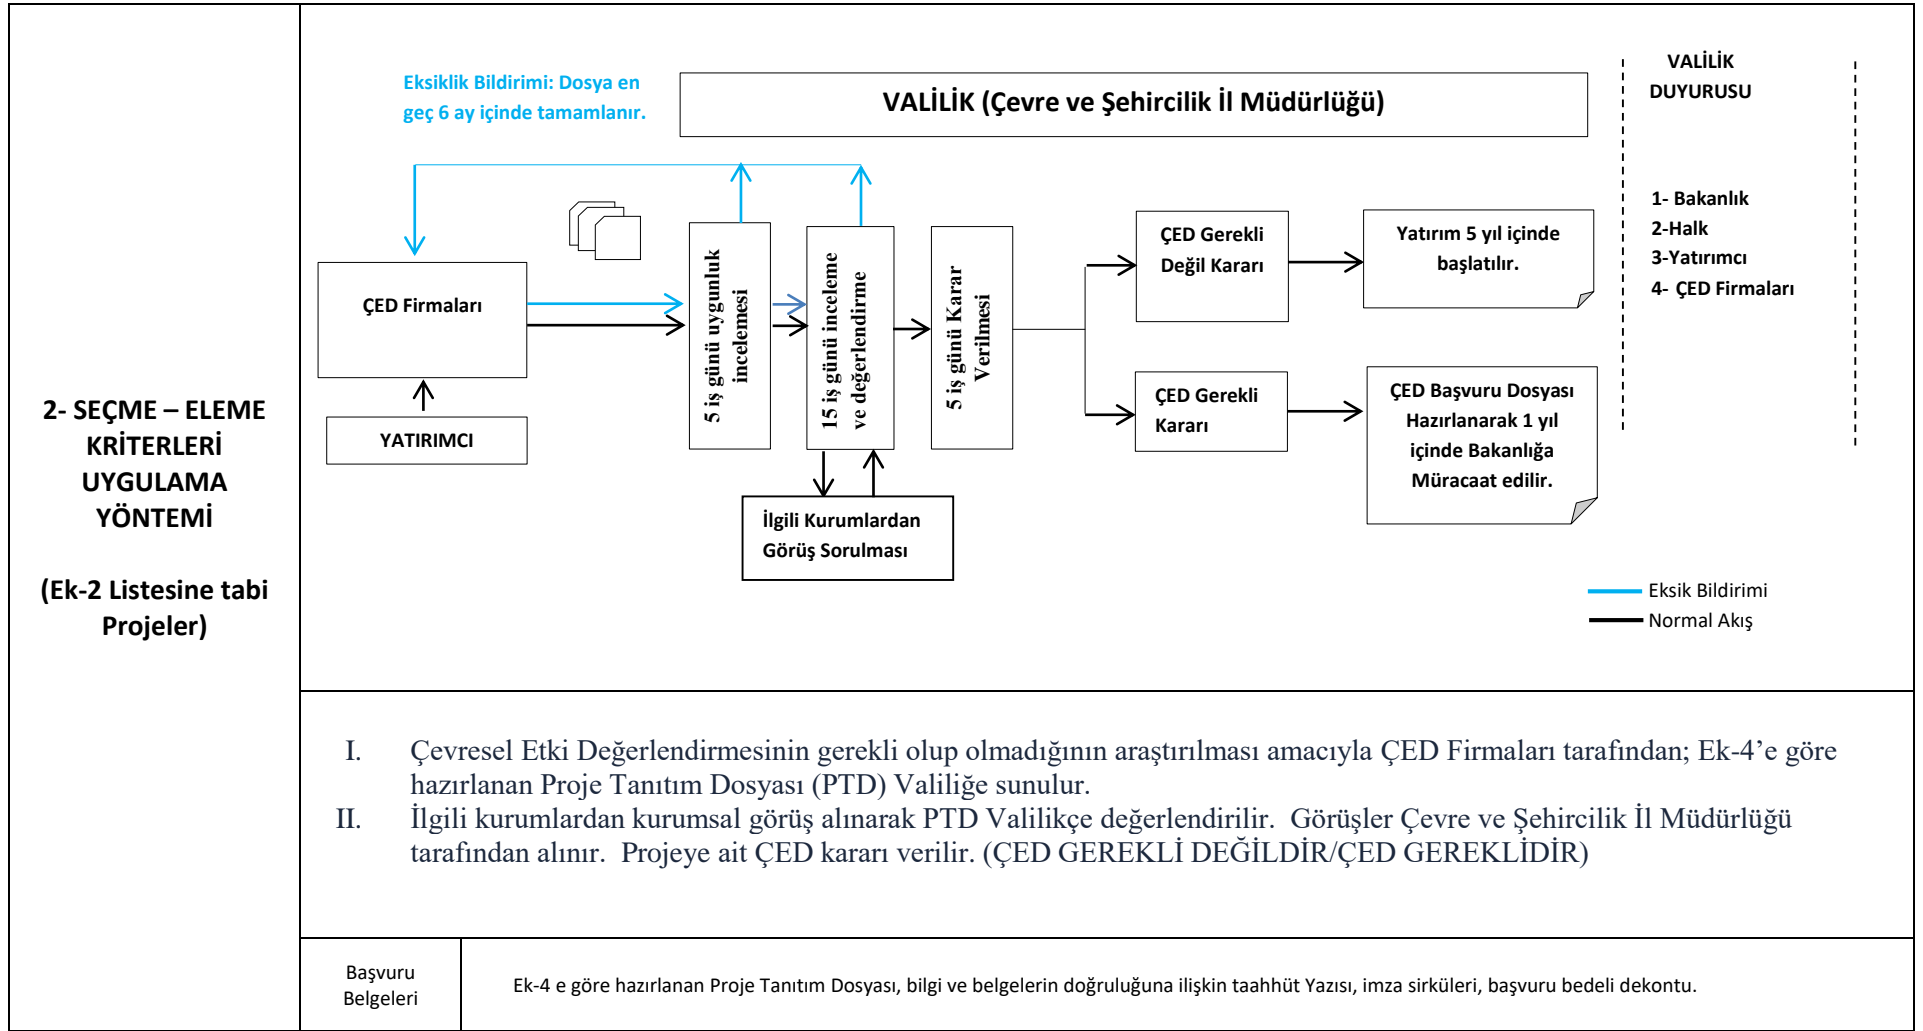 2- SEÇME – ELEME
KRİTERLERİ
UYGULAMA
YÖNTEMİ
(Ek-2 Listesine tabi
Projeler)
Eksiklik Bildirimi: Dosya en
geç 6 ay içinde tamamlanır.
VALİLİK (Çevre ve Şehircilik İl Müdürlüğü)
VALİLİK
DUYURUSU
1- Bakanlık
2-Halk
3-Yatırımcı
4- ÇED Firmaları
ÇED Firmaları
YATIRIMCI
5 iş günü uygunluk
incelemesi
15 iş günü inceleme
ve değerlendirme
5 iş günü Karar
Verilmesi
İlgili Kurumlardan
Görüş Sorulması
ÇED Gerekli
Değil Kararı
Yatırım 5 yıl içinde
başlatılır.
ÇED Gerekli
Kararı
ÇED Başvuru Dosyası
Hazırlanarak 1 yıl
içinde Bakanlığa
Müracaat edilir.
Eksik Bildirimi
Normal Akış
I. Çevresel Etki Değerlendirmesinin gerekli olup olmadığının araştırılması amacıyla ÇED Firmaları tarafından; Ek-4’e göre
hazırlanan Proje Tanıtım Dosyası (PTD) Valiliğe sunulur.
II. İlgili kurumlardan kurumsal görüş alınarak PTD Valilikçe değerlendirilir. Görüşler Çevre ve Şehircilik İl Müdürlüğü
tarafından alınır. Projeye ait ÇED kararı verilir. (ÇED GEREKLİ DEĞİLDİR/ÇED GEREKLİDİR)
Başvuru
Belgeleri
Ek-4 e göre hazırlanan Proje Tanıtım Dosyası, bilgi ve belgelerin doğruluğuna ilişkin taahhüt Yazısı, imza sirküleri, başvuru bedeli dekontu.